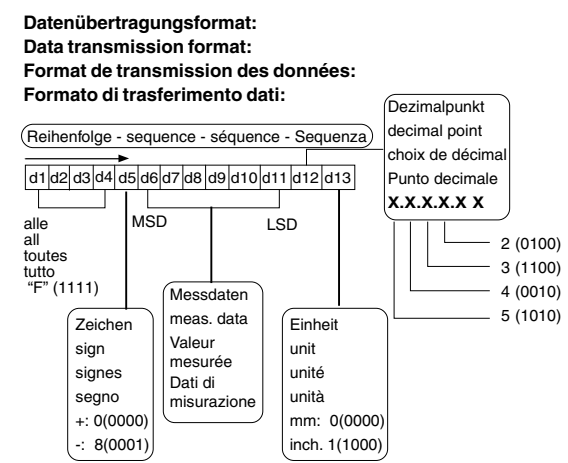 Datenübertragungsformat:
Data transmission format:
Format de transmission des données:
Formato di trasferimento dati:
Reihenfolge - sequence - séquence - Sequenza
d1 d2 d3 d4 d5 d6 d7 d8 d9 d10 d11 d12 d13
Dezimalpunkt
decimal point
choix de décimal
Punto decimale
X.X.X.X.X X
2 (0100)
3 (1100)
4 (0010)
5 (1010)
alle
all
toutes
tutto
“F” (1111)
MSD
LSD
Zeichen
sign
signes
segno
+: 0(0000)
-: 8(0001)
Messdaten
meas. data
Valeur
mesurée
Dati di
misurazione
Einheit
unit
unité
unità
mm: 0(0000)
inch. 1(1000)